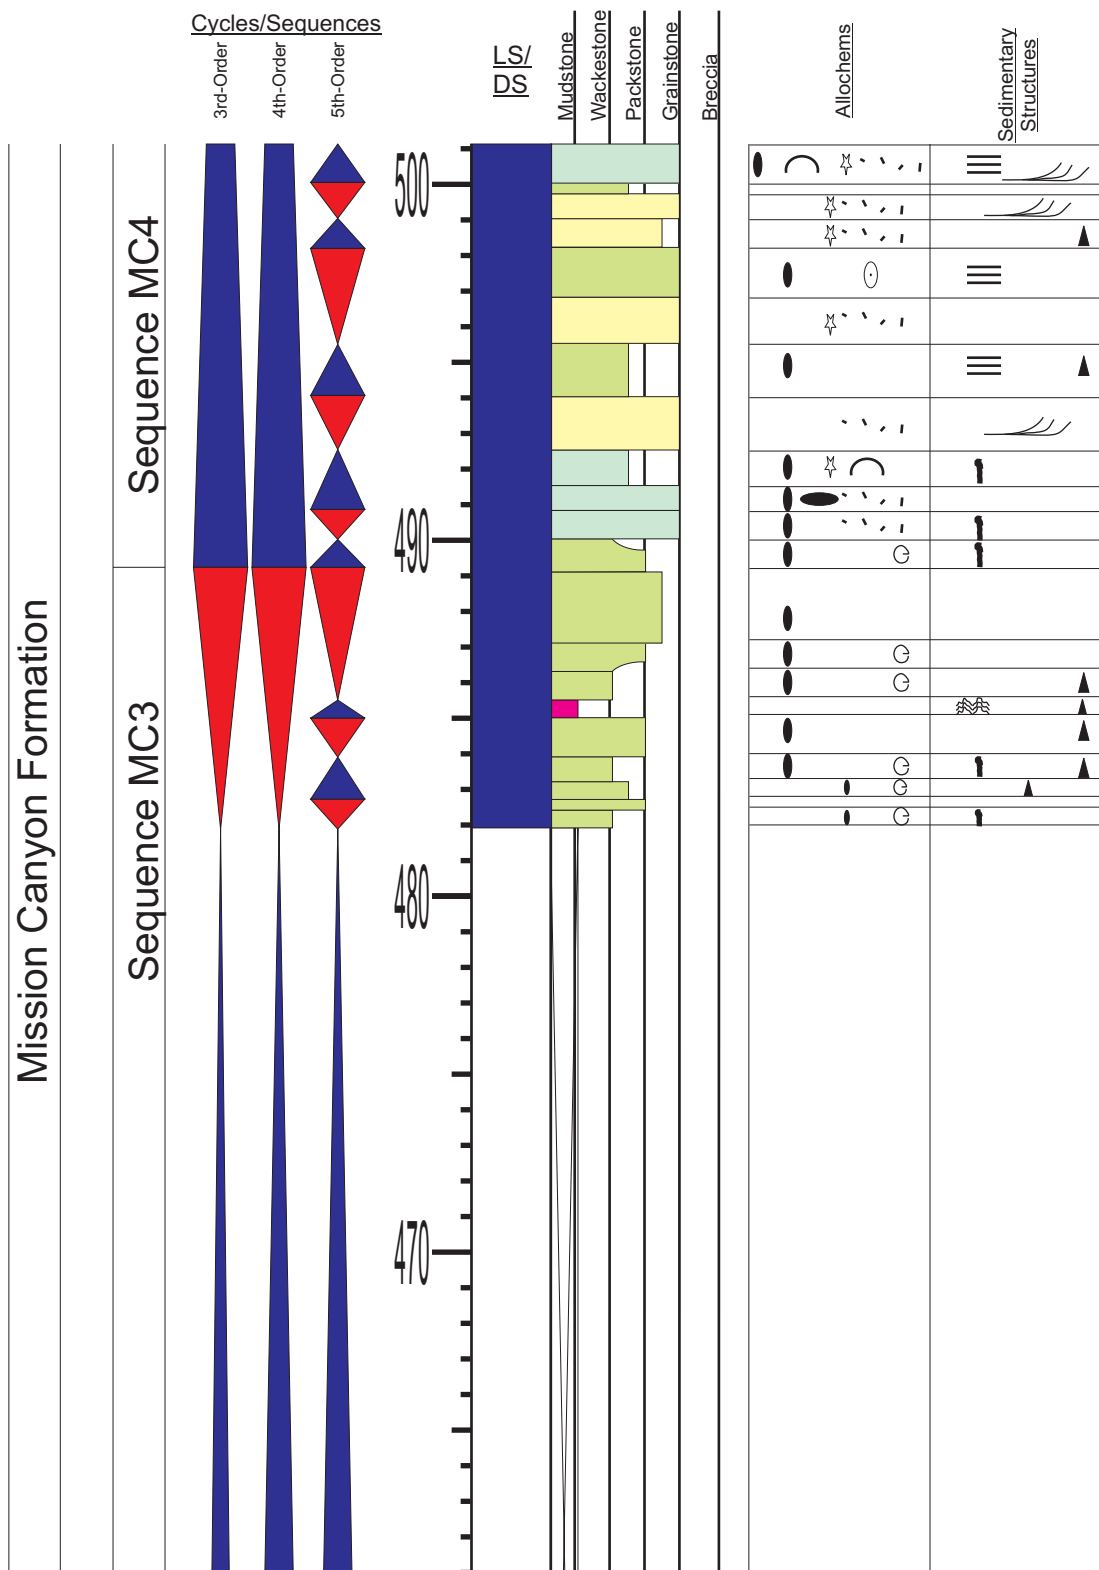 Cycles/Sequences
3rd-Order
4th-Order
5th-Order
LS/
DS
Mudstone
Wackestone
Packstone
Grainstone
Breccia
Allochems
Sedimentary
Structures
Mission Canyon Formation
Sequence MC4
Sequence MC3
500
490
480
470